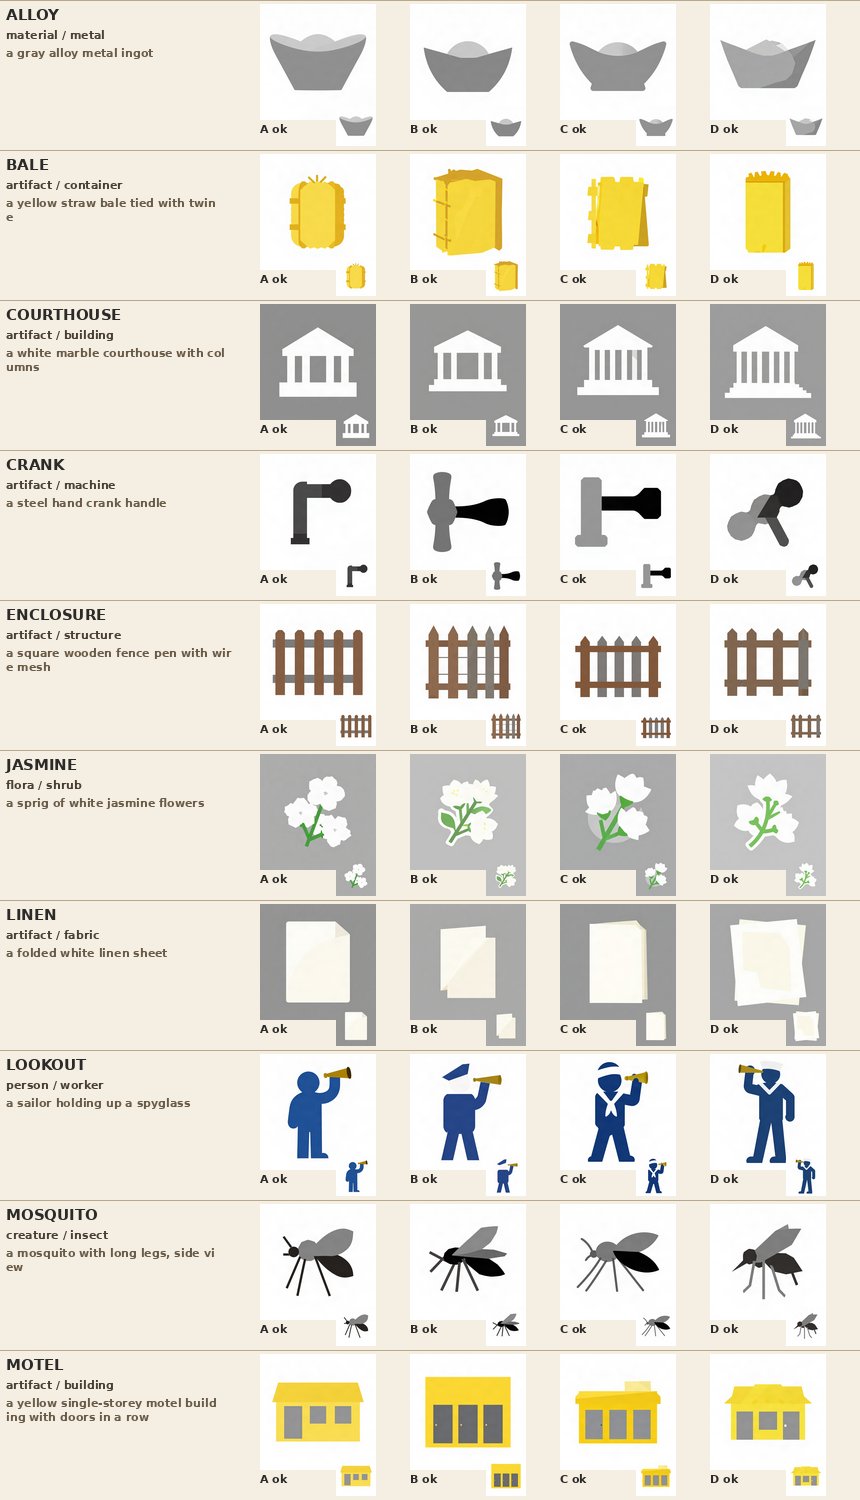 ALLOY
material / metal
a gray alloy metal ingot
A ok
B ok
C ok
D ok
BALE
artifact / container
a yellow straw bale tied with twin
e
A ok
B ok
C ok
D ok
COURTHOUSE
artifact / building
a white marble courthouse with col
umns
A ok
B ok
C ok
D ok
CRANK
artifact / machine
a steel hand crank handle
A ok
B ok
C ok
D ok
ENCLOSURE
artifact / structure
a square wooden fence pen with wir
e mesh
A ok
B ok
C ok
D ok
JASMINE
flora / shrub
a sprig of white jasmine flowers
A ok
B ok
C ok
D ok
LINEN
artifact / fabric
a folded white linen sheet
A ok
B ok
C ok
D ok
LOOKOUT
person / worker
a sailor holding up a spyglass
A ok
B ok
C ok
D ok
MOSQUITO
creature / insect
a mosquito with long legs, side vi
ew
A ok
B ok
C ok
D ok
MOTEL
artifact / building
a yellow single-storey motel build
ing with doors in a row
A ok
B ok
C ok
D ok